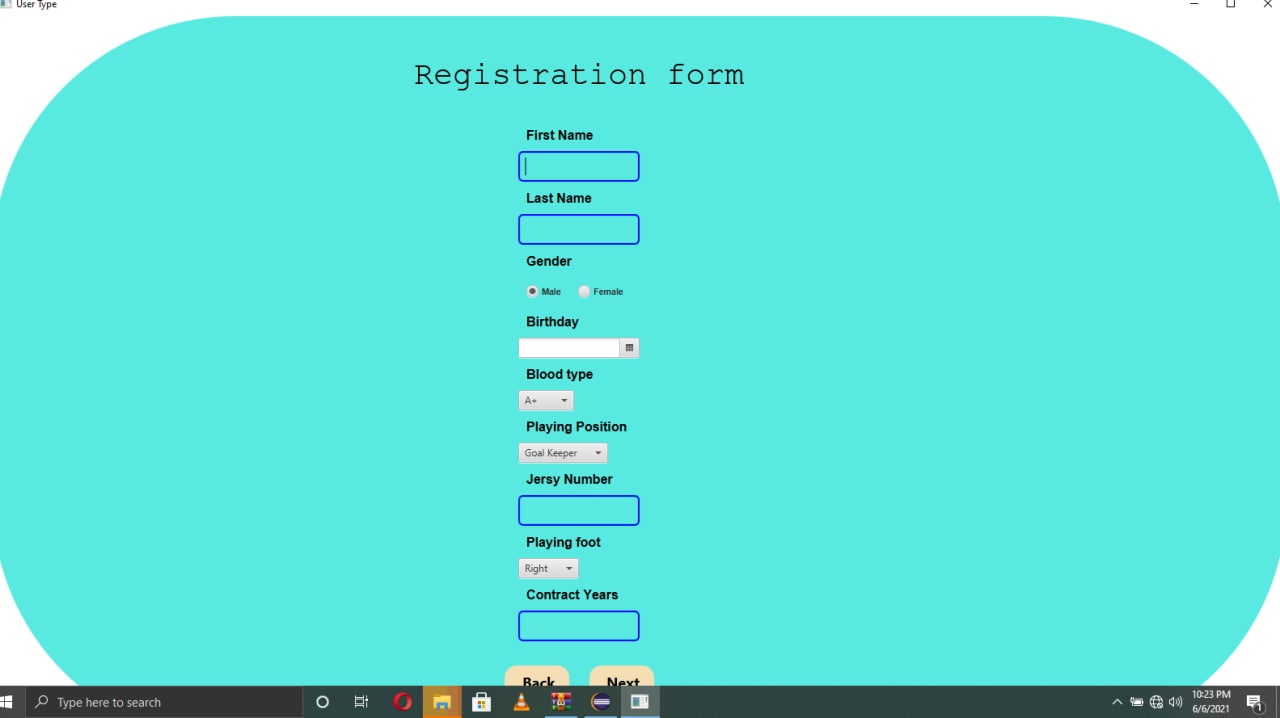 User Type
Registration form
First Name
Last Name
Gender
Male Female
Birthday
Blood type
A+
Playing Position
Goal Keeper
Jersy Number
Playing foot
Right
Contract Years
Back Next
Type here to search
10:23 PM
6/6/2021
1